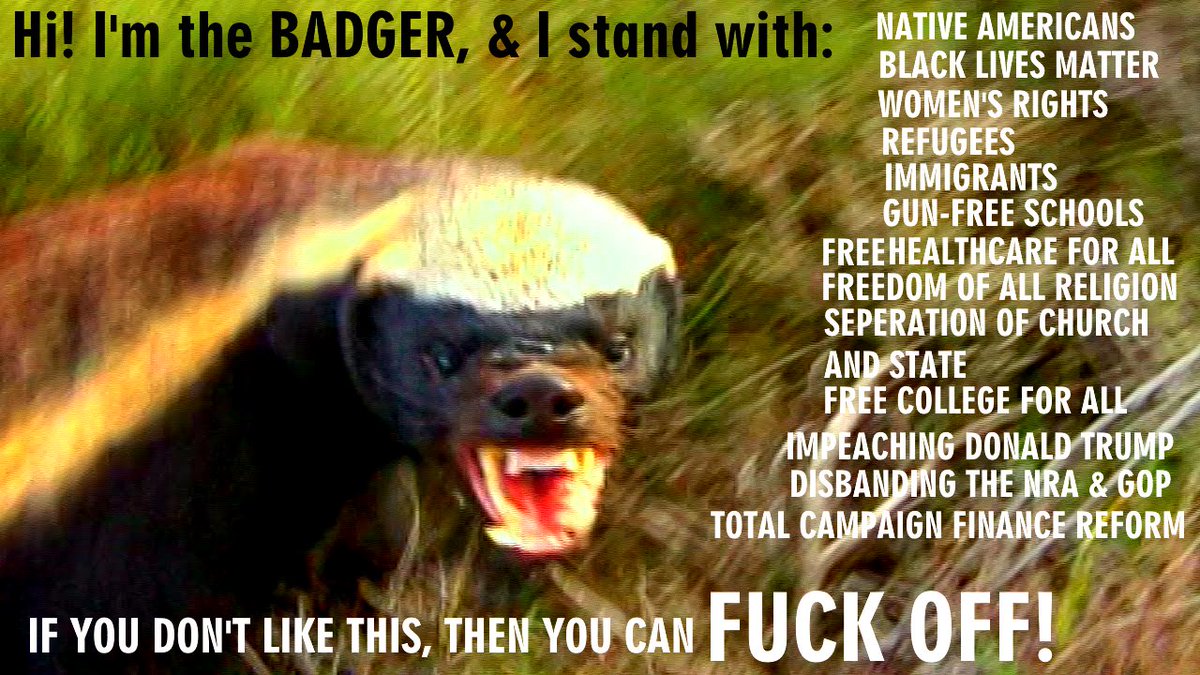 Hi! I'm the BADGER, & I stand with:
NATIVE AMERICANS
BLACK LIVES MATTER
WOMEN'S RIGHTS
REFUGEES
IMMIGRANTS
GUN-FREE SCHOOLS
FREEHEALTHCARE FOR ALL
FREEDOM OF ALL RELIGION
SEPERATION OF CHURCH
AND STATE
FREE COLLEGE FOR ALL
IMPEACHING DONALD TRUMP
DISBANDING THE NRA & GOP
TOTAL CAMPAIGN FINANCE REFORM
IF YOU DON'T LIKE THIS, THEN YOU CAN FUCK OFF!